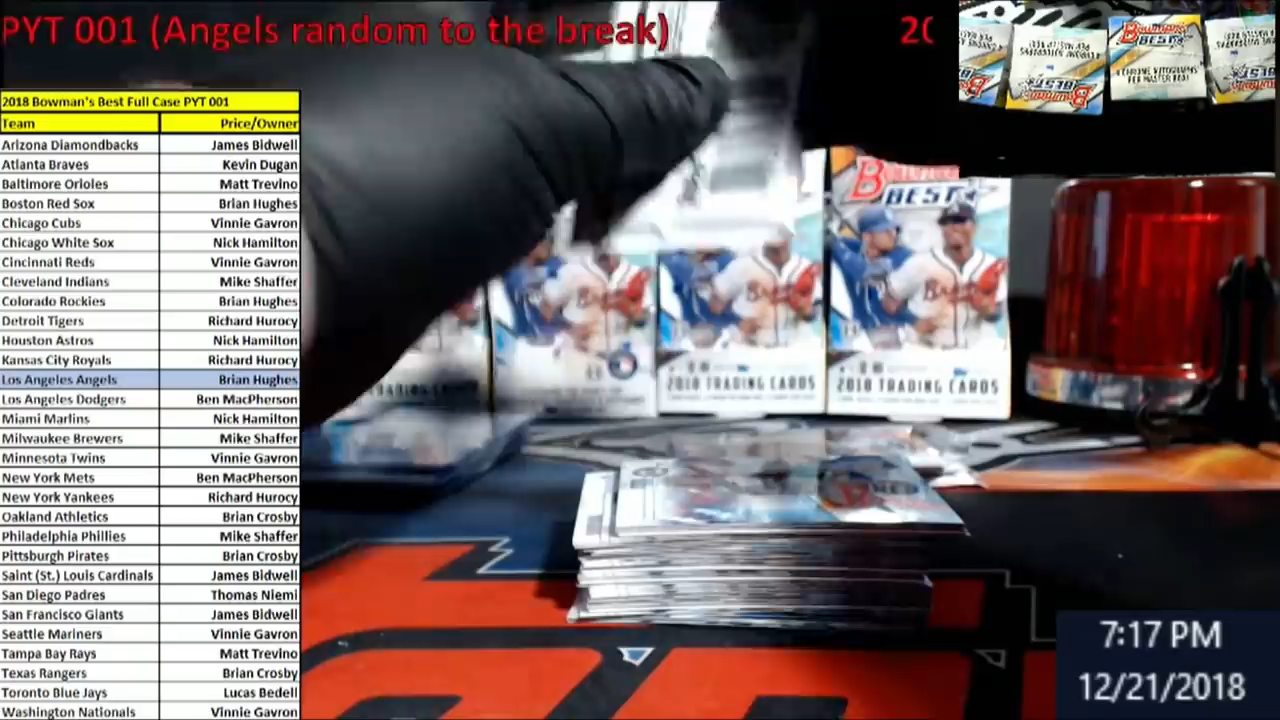 PYT 001 (Angels random to the break)
20
2018 Bowman's Best Full Case PYT 001
Team Price/Owner
Arizona Diamondbacks James Bidwell
Atlanta Braves Kevin Dugan
Baltimore Orioles Matt Trevino
Boston Red Sox Brian Hughes
Chicago Cubs Vinnie Gavron
Chicago White Sox Nick Hamilton
Cincinnati Reds Vinnie Gavron
Cleveland Indians Mike Shaffer
Colorado Rockies Brian Hughes
Detroit Tigers Richard Hurocy
Houston Astros Nick Hamilton
Kansas City Royals Richard Hurocy
Los Angeles Angels Brian Hughes
Los Angeles Dodgers Ben MacPherson
Miami Marlins Nick Hamilton
Milwaukee Brewers Mike Shaffer
Minnesota Twins Vinnie Gavron
New York Mets Ben MacPherson
New York Yankees Richard Hurocy
Oakland Athletics Brian Crosby
Philadelphia Phillies Mike Shaffer
Pittsburgh Pirates Brian Crosby
Saint (St.) Louis Cardinals James Bidwell
San Diego Padres Thomas Niemi
San Francisco Giants James Bidwell
Seattle Mariners Vinnie Gavron
Tampa Bay Rays Matt Trevino
Texas Rangers Brian Crosby
Toronto Blue Jays Lucas Bedell
Washington Nationals Vinnie Gavron
BEST
BEST
2018 TRADING CARDS
2018 TRADING CARDS
7:17 PM
12/21/2018